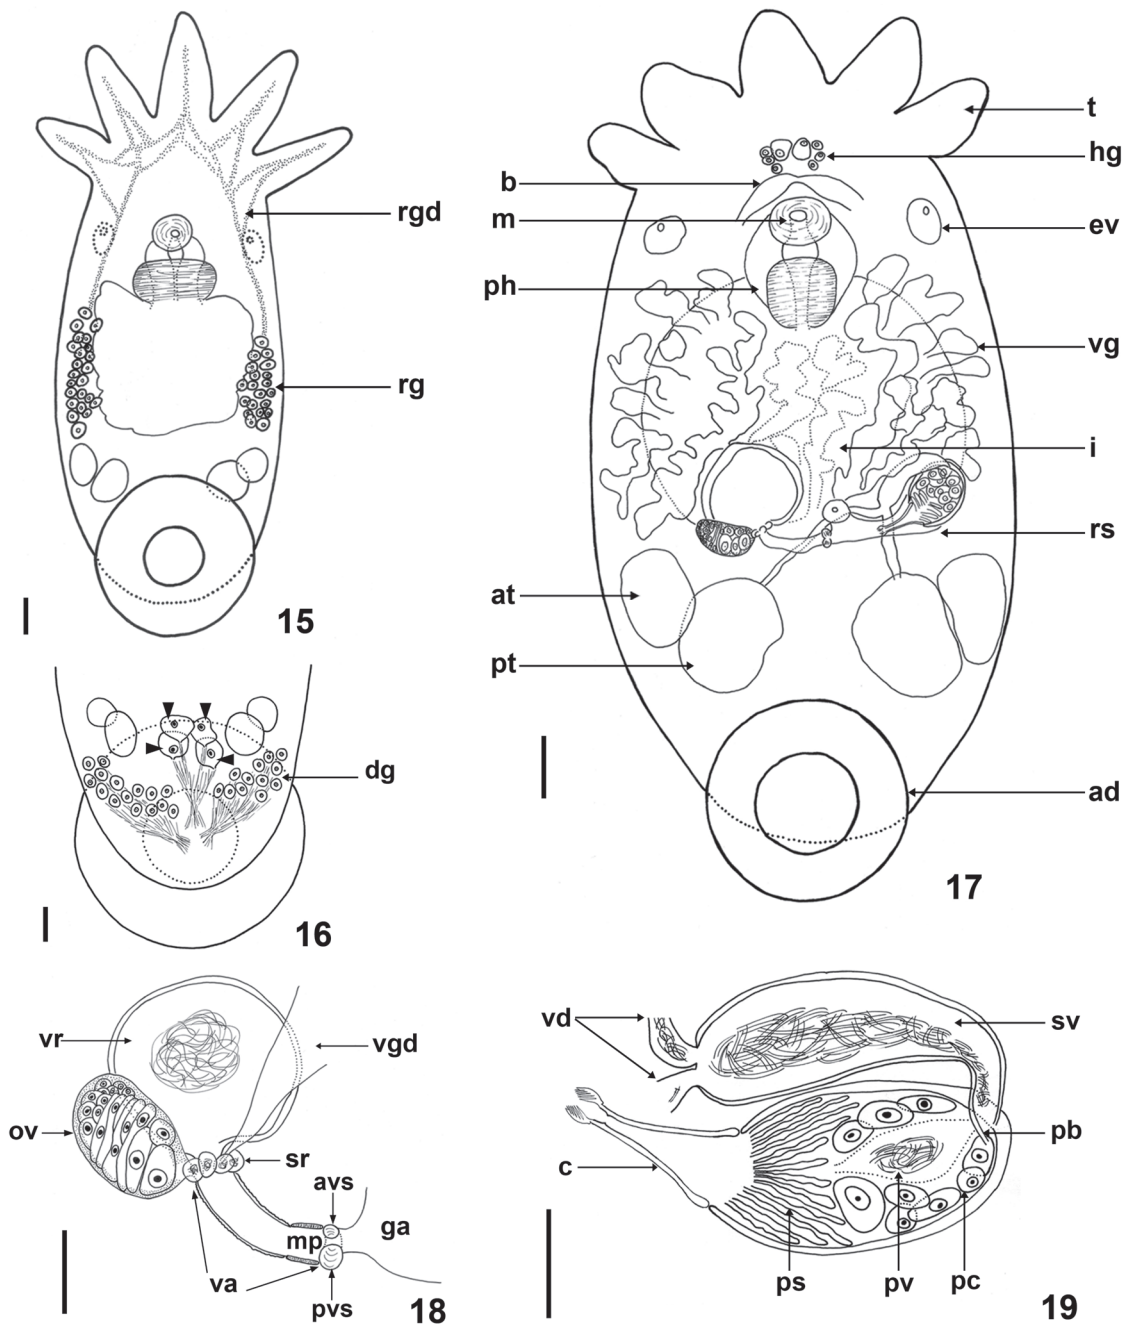 rgd
rg
15
dg
16
t
hg
b
m
ev
ph
vg
i
rs
at
pt
ad
17
vr
vgd
ov
sr
avs
ga
mp
va
pvs
18
vd
sv
pb
c
ps
pv
pc
19